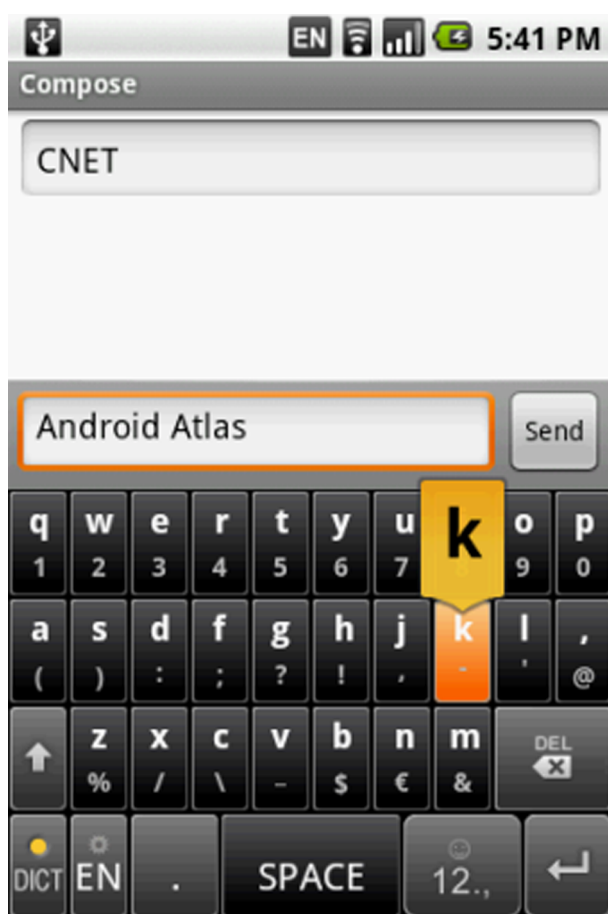 EN 5:41 PM
Compose
CNET
Android Atlas
Send
q w e r t y u k o p
1 2 3 4 5 6 7 8 9 0
a s d f g h j k l ,
( ) : ; ? ! , - ' @
z x c v b n m DEL
% / \ – $ € &
DICT EN . SPACE 12.,